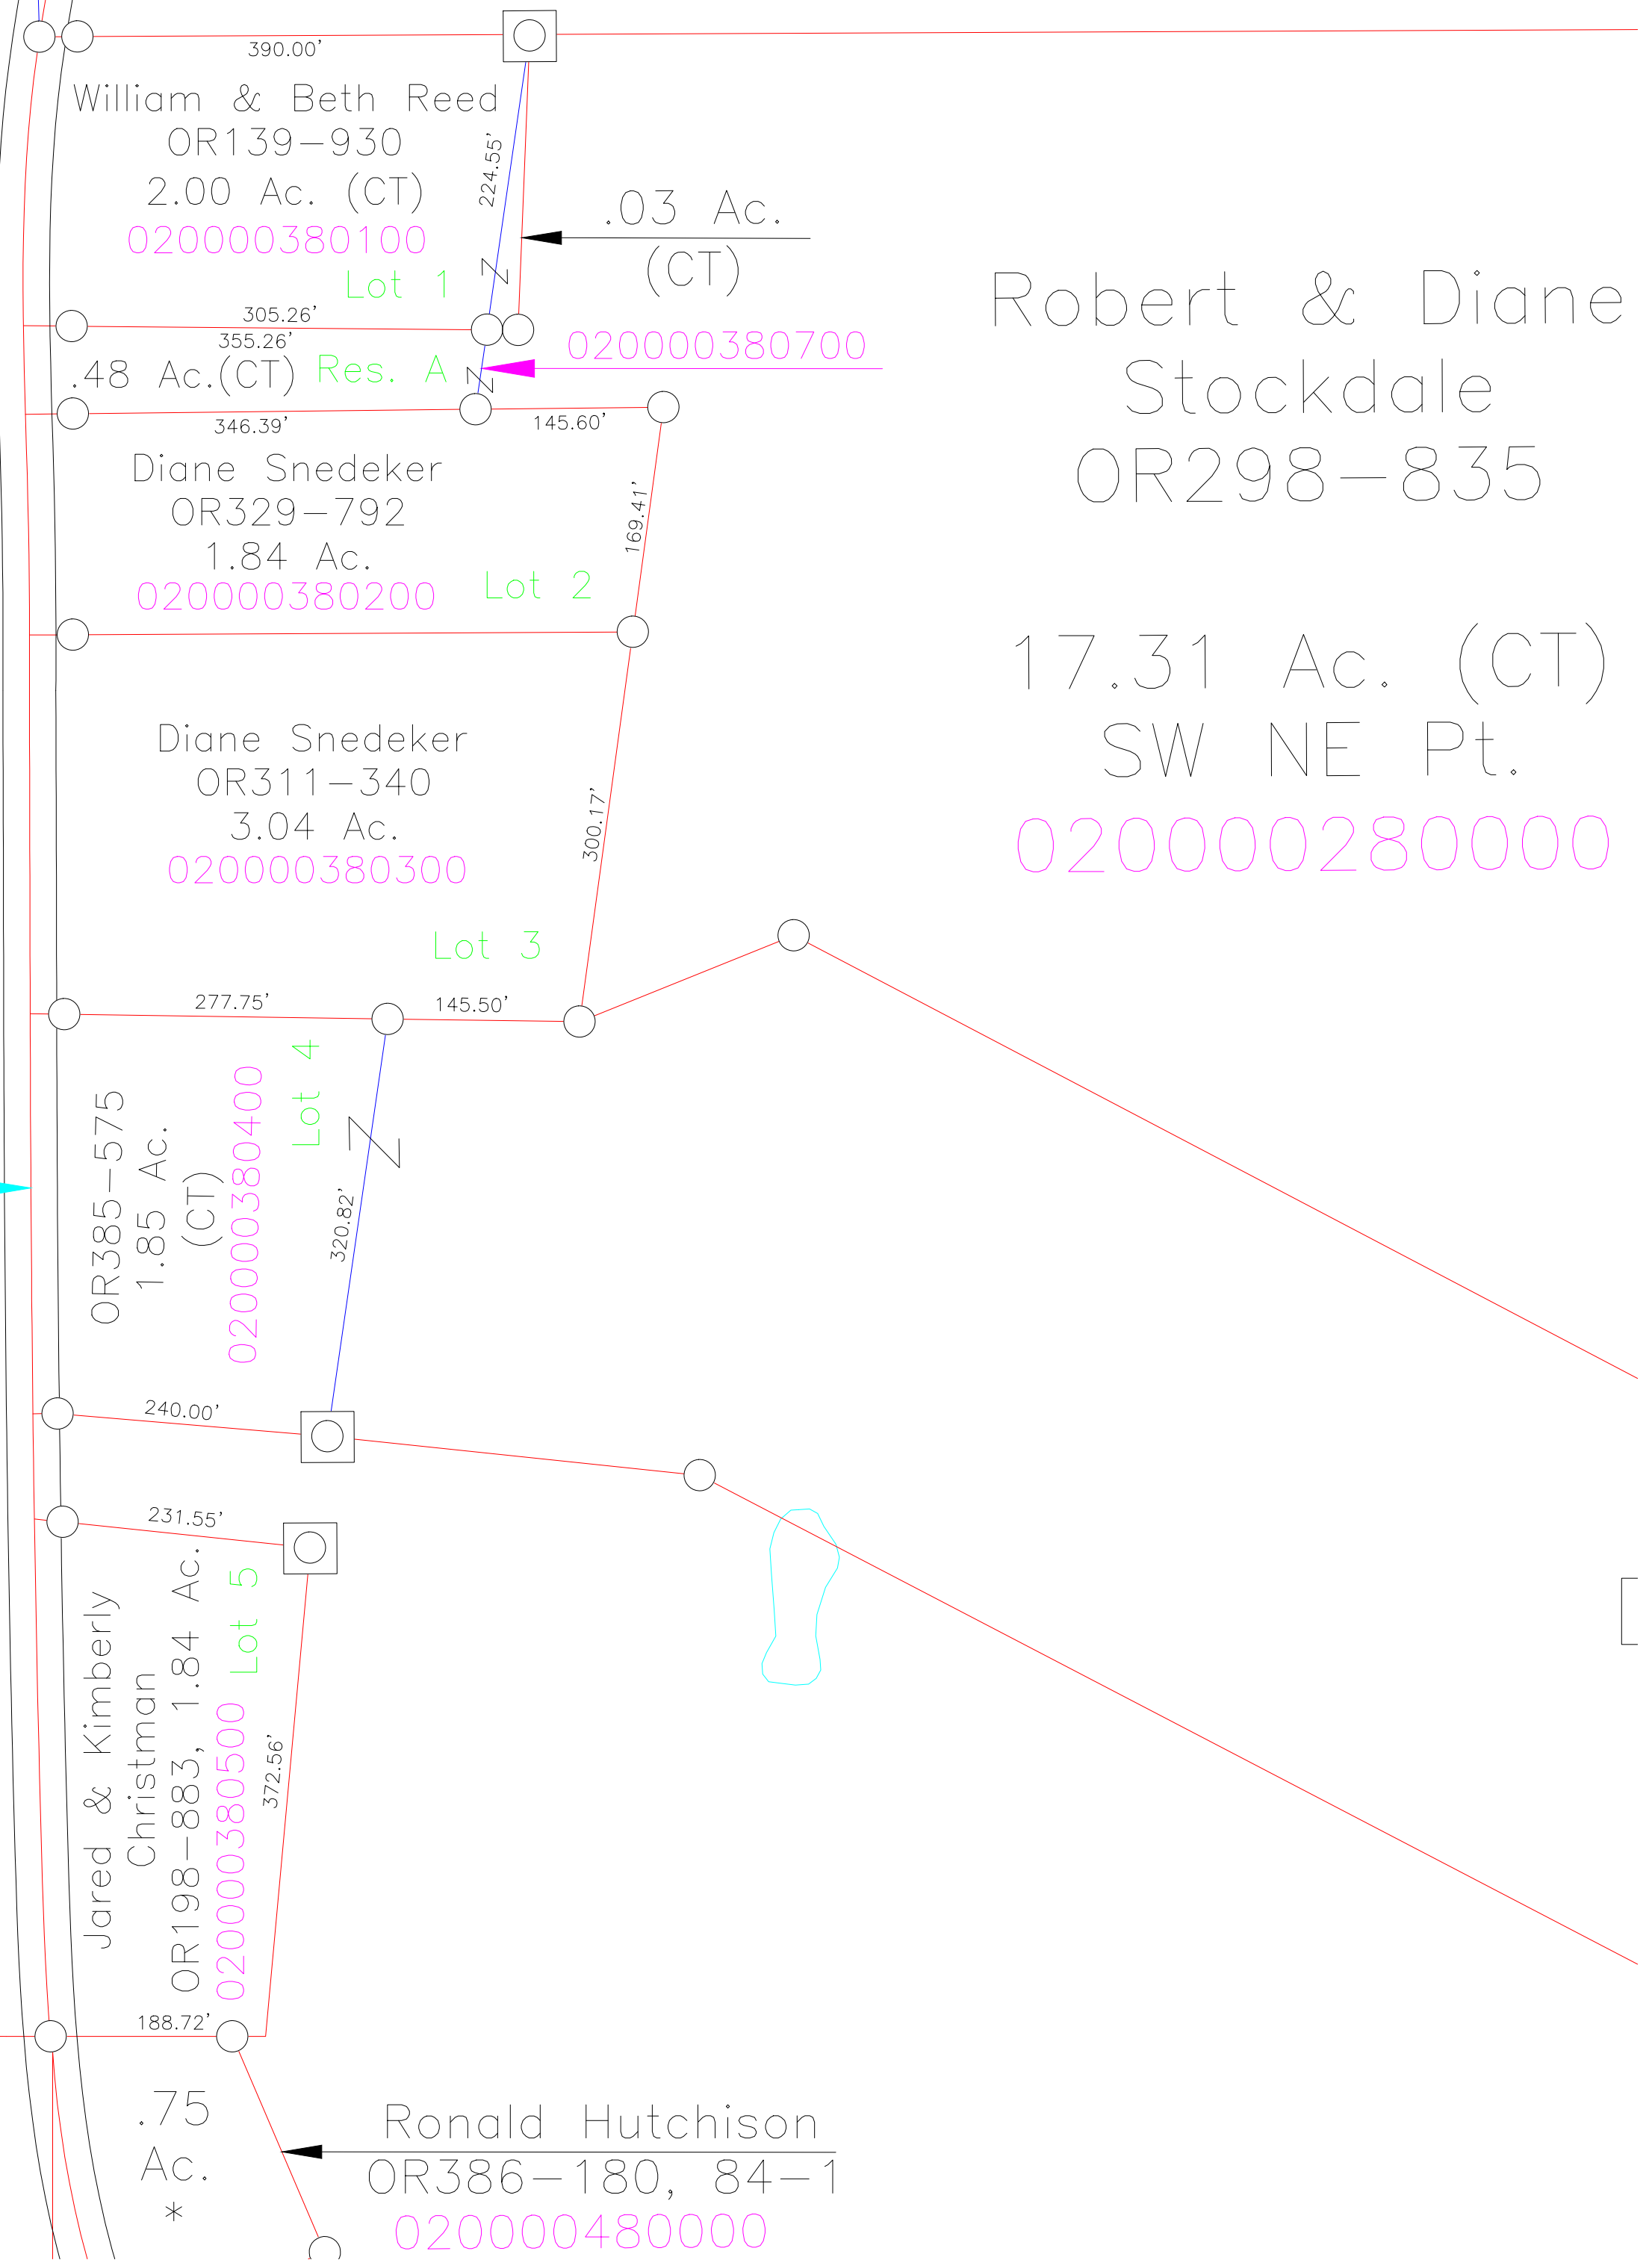 390.00'
William & Beth Reed
OR139-930
2.00 Ac. (CT)
020000380100
Lot 1
224.55'
.03 Ac.
(CT)
305.26'
355.26'
.48 Ac.(CT)
Res. A
020000380700
346.39'
145.60'
Robert & Diane
Stockdale
OR298-835
17.31 Ac. (CT)
SW NE Pt.
020000280000
Diane Snedeker
OR329-792
1.84 Ac.
020000380200
Lot 2
169.41'
Diane Snedeker
OR311-340
3.04 Ac.
020000380300
Lot 3
300.17'
277.75'
145.50'
OR385-575
1.85 Ac.
(CT)
020000380400
Lot 4
320.82'
240.00'
231.55'
Jared & Kimberly
Christman
OR198-883, 1.84 Ac.
020000380500
Lot 5
372.56'
188.72'
.75
Ac.
*
Ronald Hutchison
OR386-180, 84-1
020000480000